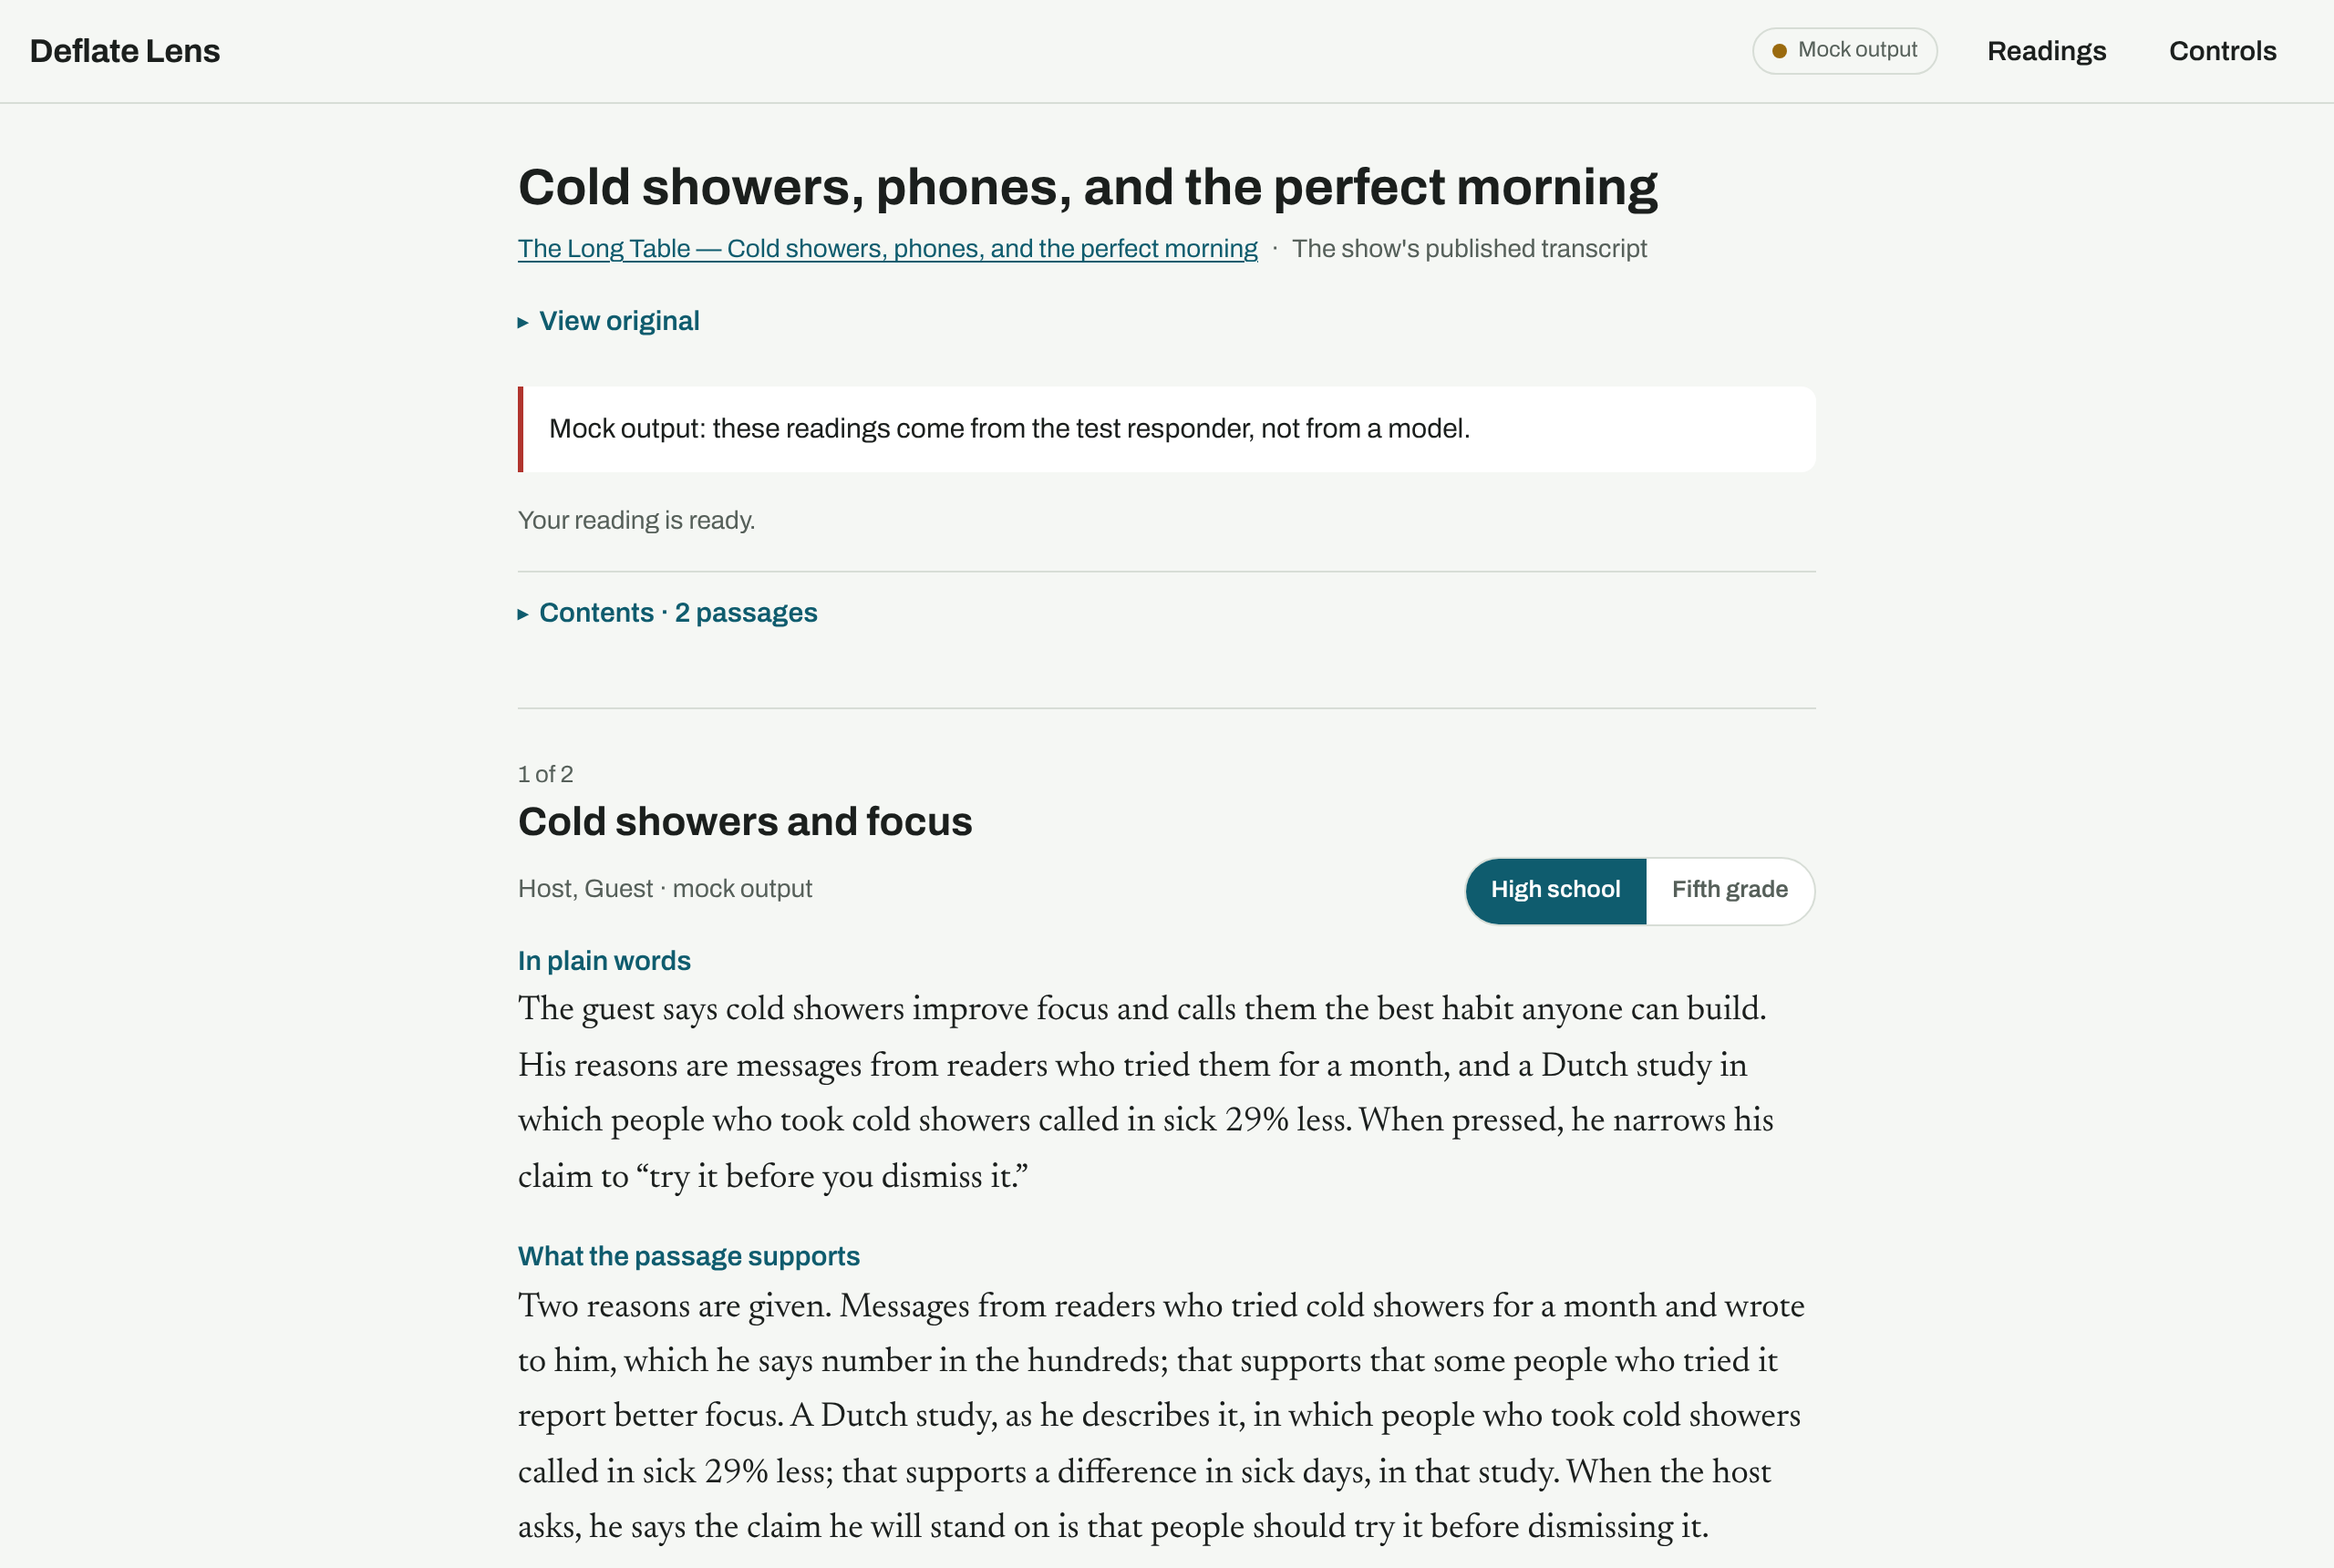 Deflate Lens
Mock output
Readings
Controls
Cold showers, phones, and the perfect morning
The Long Table — Cold showers, phones, and the perfect morning · The show's published transcript
▸ View original
Mock output: these readings come from the test responder, not from a model.
Your reading is ready.
▸ Contents · 2 passages
1 of 2
Cold showers and focus
Host, Guest · mock output
High school
Fifth grade
In plain words
The guest says cold showers improve focus and calls them the best habit anyone can build.
His reasons are messages from readers who tried them for a month, and a Dutch study in
which people who took cold showers called in sick 29% less. When pressed, he narrows his
claim to “try it before you dismiss it.”
What the passage supports
Two reasons are given. Messages from readers who tried cold showers for a month and wrote
to him, which he says number in the hundreds; that supports that some people who tried it
report better focus. A Dutch study, as he describes it, in which people who took cold showers
called in sick 29% less; that supports a difference in sick days, in that study. When the host
asks, he says the claim he will stand on is that people should try it before dismissing it.